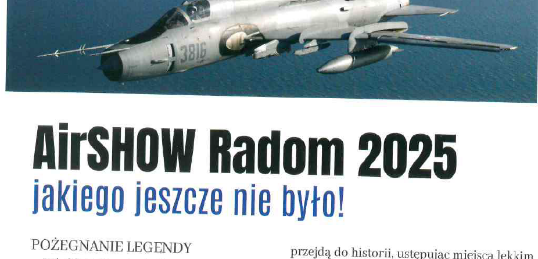 3816
AirSHOW Radom 2025
jakiego jeszcze nie było!
POŻEGNANIE LEGENDY
przejdą do historii, ustępując miejsca lekkim